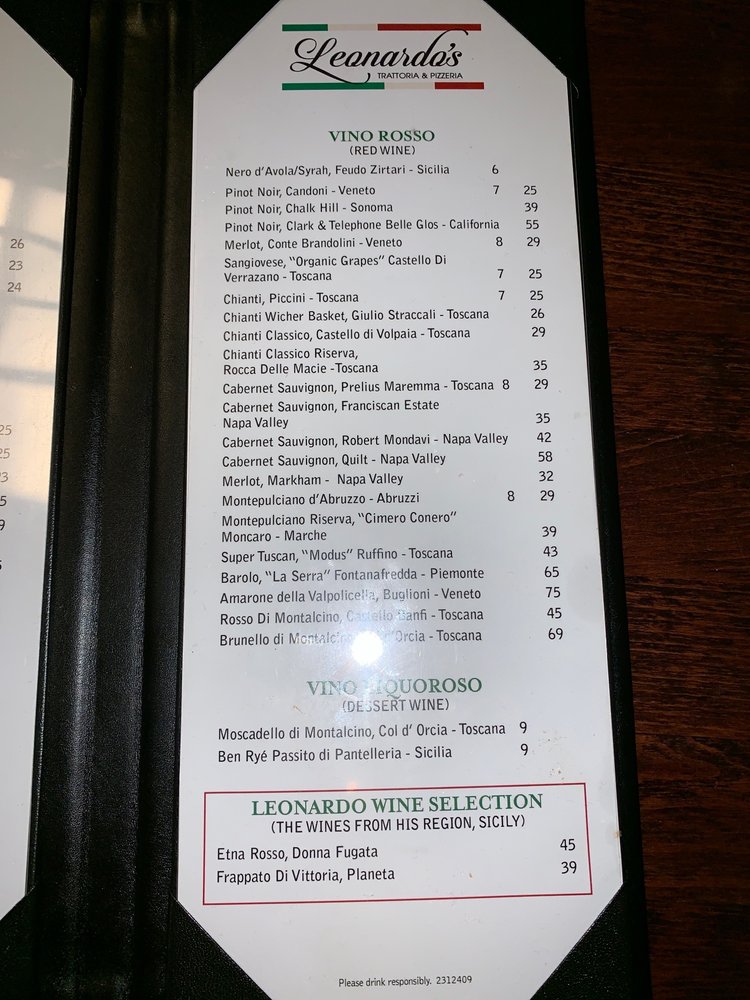 26
23
24
25
25
23
5
9
5
Leonardo's
TRATTORIA & PIZZERIA
VINO ROSSO
(RED WINE)
Nero d'Avola/Syrah, Feudo Zirtari - Sicilia 6
Pinot Noir, Candoni - Veneto 7 25
Pinot Noir, Chalk Hill - Sonoma 39
Pinot Noir, Clark & Telephone Belle Glos - California 55
Merlot, Conte Brandolini - Veneto 8 29
Sangiovese, "Organic Grapes" Castello Di
Verrazano - Toscana 7 25
Chianti, Piccini - Toscana 7 25
Chianti Wicher Basket, Giulio Straccali - Toscana 26
Chianti Classico, Castello di Volpaia - Toscana 29
Chianti Classico Riserva,
Rocca Delle Macie -Toscana 35
Cabernet Sauvignon, Prelius Maremma - Toscana 8 29
Cabernet Sauvignon, Franciscan Estate
Napa Valley 35
Cabernet Sauvignon, Robert Mondavi - Napa Valley 42
Cabernet Sauvignon, Quilt - Napa Valley 58
Merlot, Markham - Napa Valley 32
Montepulciano d'Abruzzo - Abruzzi 8 29
Montepulciano Riserva, "Cimero Conero"
Moncaro - Marche 39
Super Tuscan, "Modus" Ruffino - Toscana 43
Barolo, "La Serra" Fontanafredda - Piemonte 65
Amarone della Valpolicella, Buglioni - Veneto 75
Rosso Di Montalcino, Castello Banfi - Toscana 45
Brunello di Montalcino, d'Orcia - Toscana 69
VINO LIQUOROSO
(DESSERT WINE)
Moscadello di Montalcino, Col d' Orcia - Toscana 9
Ben Ryé Passito di Pantelleria - Sicilia 9
LEONARDO WINE SELECTION
(THE WINES FROM HIS REGION, SICILY)
Etna Rosso, Donna Fugata 45
Frappato Di Vittoria, Planeta 39
Please drink responsibly. 2312409